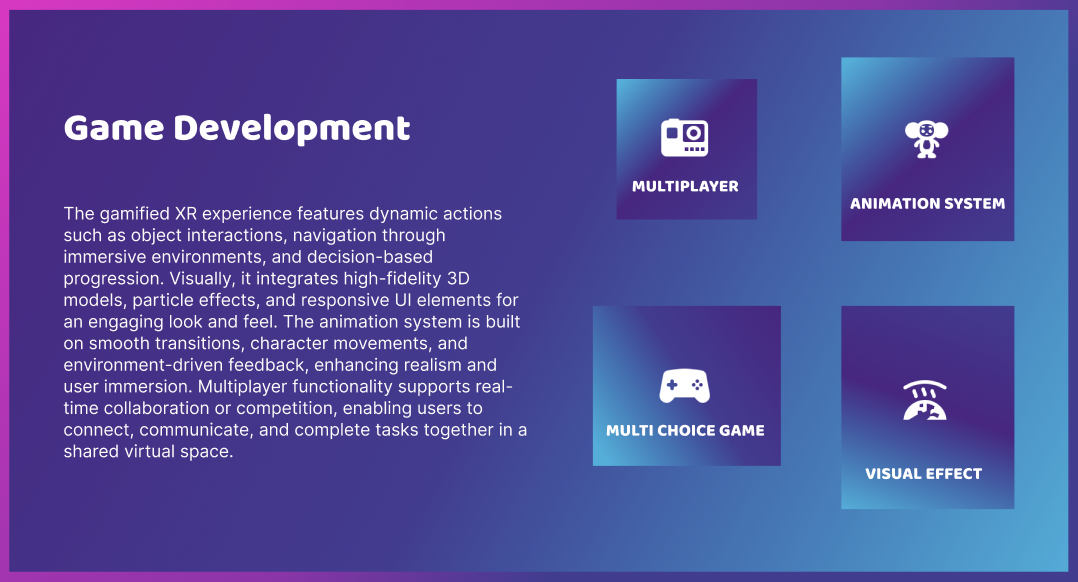 Game Development
The gamified XR experience features dynamic actions
such as object interactions, navigation through
immersive environments, and decision-based
progression. Visually, it integrates high-fidelity 3D
models, particle effects, and responsive UI elements for
an engaging look and feel. The animation system is built
on smooth transitions, character movements, and
environment-driven feedback, enhancing realism and
user immersion. Multiplayer functionality supports real-
time collaboration or competition, enabling users to
connect, communicate, and complete tasks together in a
shared virtual space.
MULTIPLAYER
ANIMATION SYSTEM
MULTI CHOICE GAME
VISUAL EFFECT